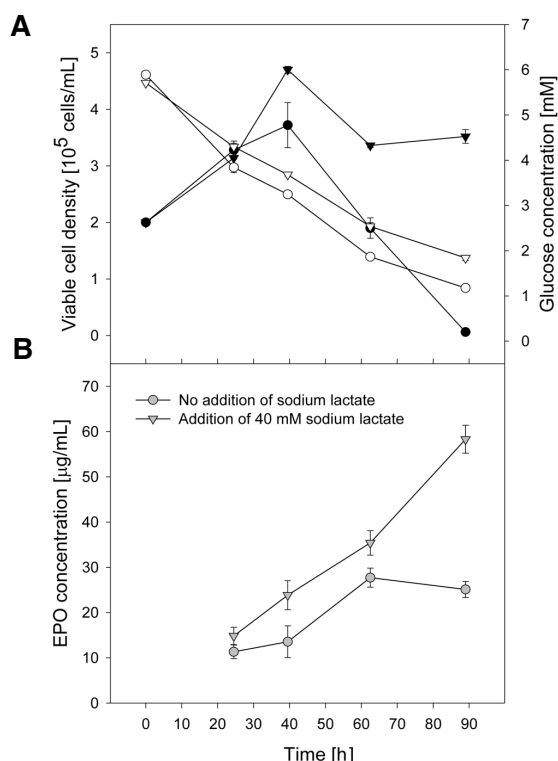 A
Viable cell density [10⁵ cells/mL]
5
4
3
2
1
0
7
6
5
4
3
2
1
0
Glucose concentration [mM]
B
EPO concentration [µg/mL]
70
60
50
40
30
20
10
0
No addition of sodium lactate
Addition of 40 mM sodium lactate
0 10 20 30 40 50 60 70 80 90
Time [h]